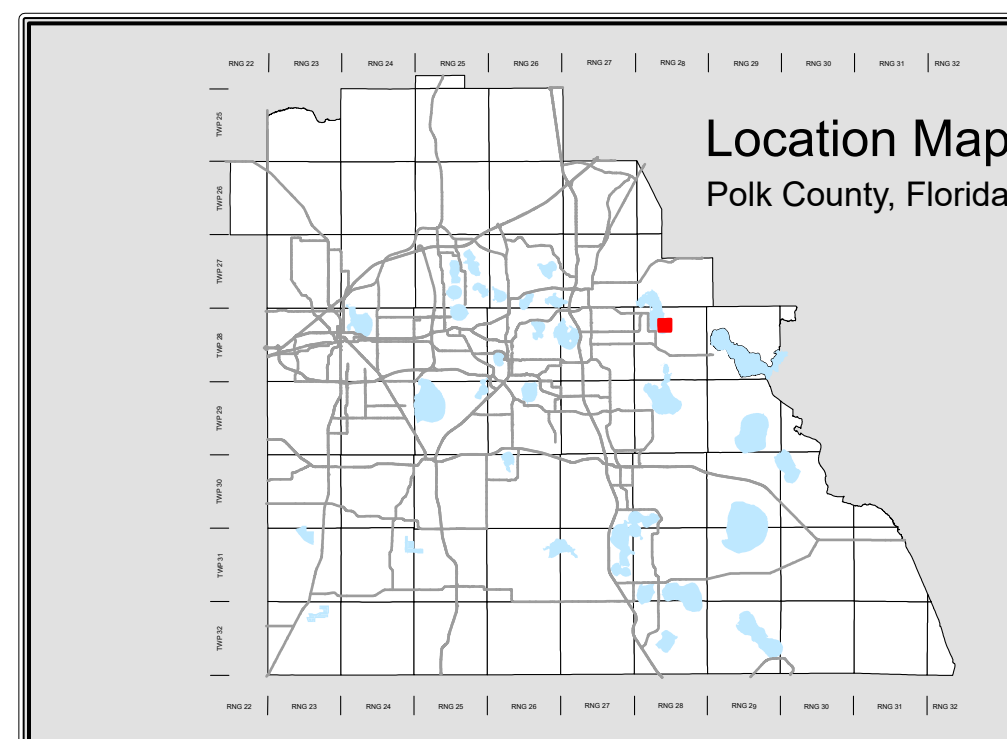 RNG 22 RNG 23 RNG 24 RNG 25 RNG 26 RNG 27 RNG 28 RNG 29 RNG 30 RNG 31 RNG 32
Location Map
Polk County, Florida
TWP 25
TWP 26
TWP 27
TWP 28
TWP 29
TWP 30
TWP 31
TWP 32
RNG 22 RNG 23 RNG 24 RNG 25 RNG 26 RNG 27 RNG 28 RNG 29 RNG 30 RNG 31 RNG 32